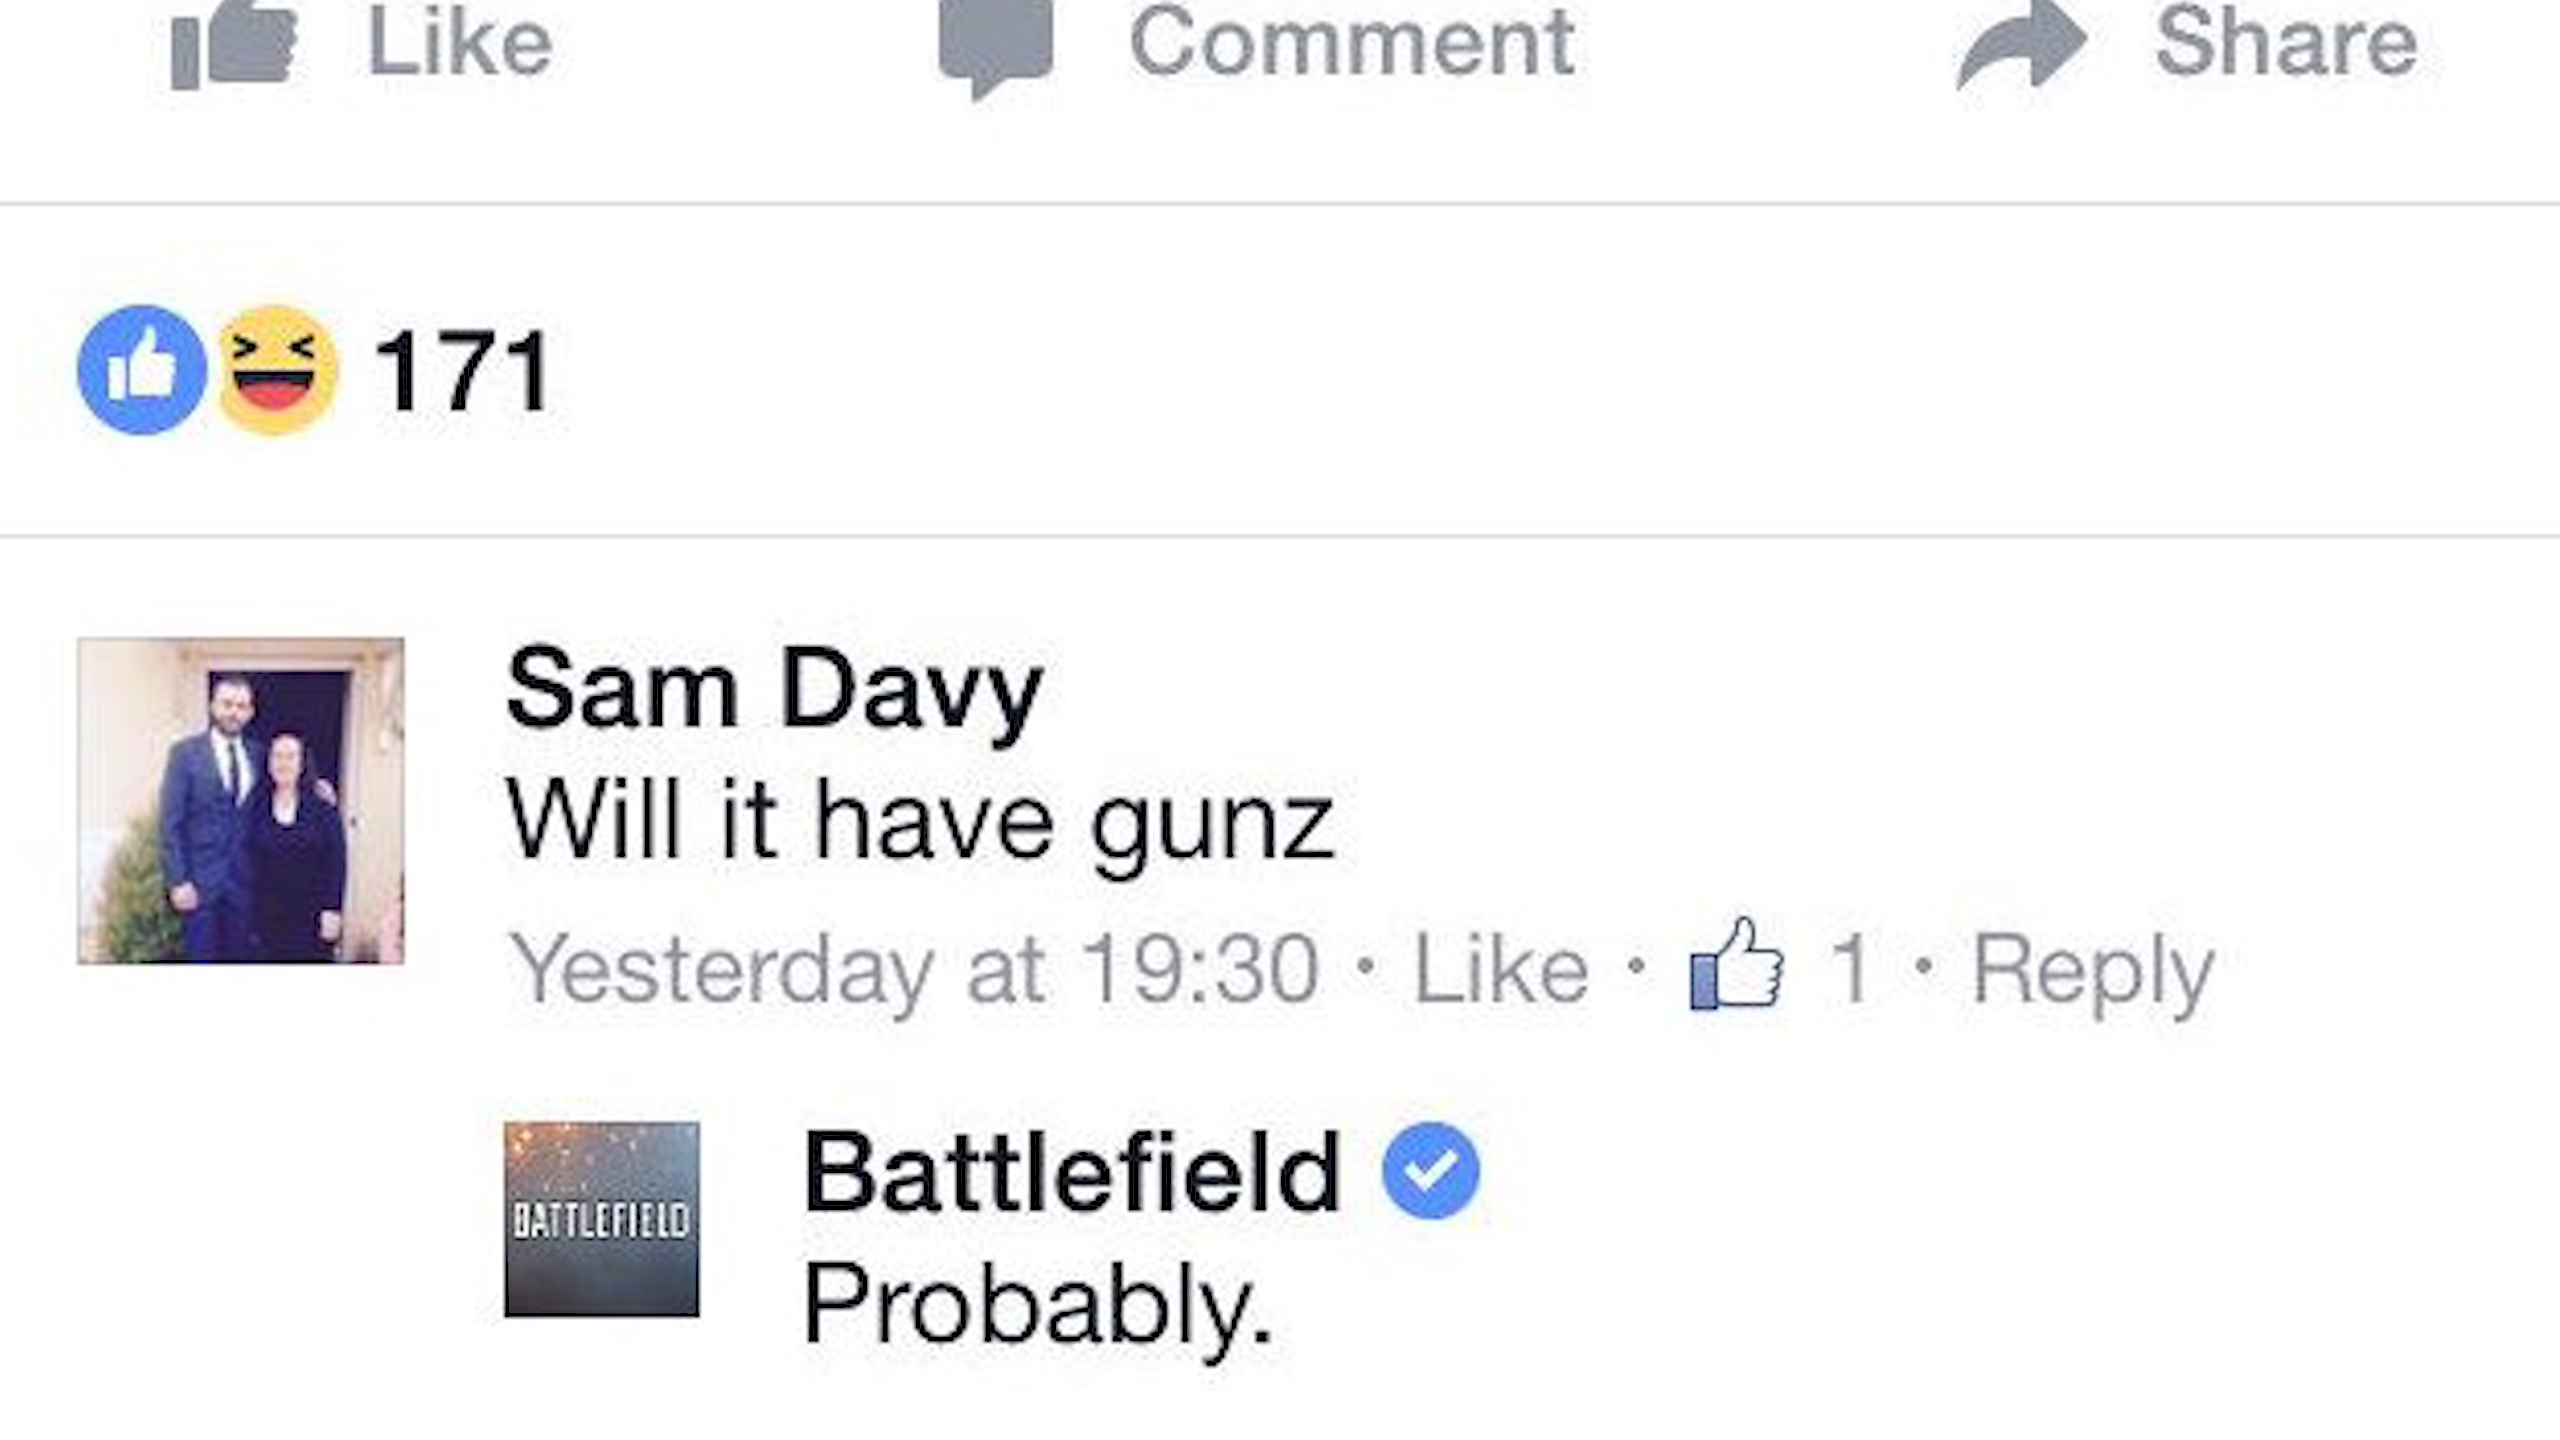 Like Comment Share
171
Sam Davy
Will it have gunz
Yesterday at 19:30 • Like • 1 • Reply
BATTLEFIELD
Battlefield
Probably.